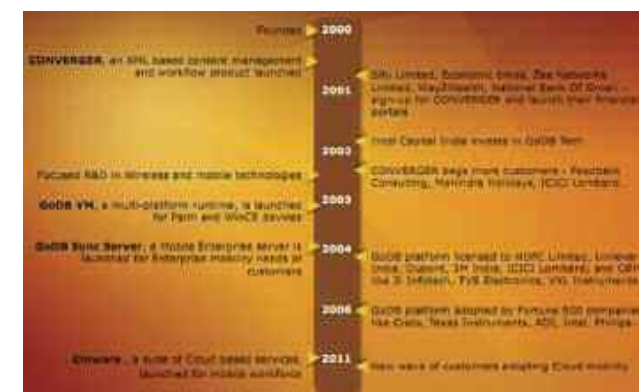 Founded
2000
CONVERGER, an XML based content management
and workflow product launched
2001
Limited, Economic times, Zee Networks
Limited, Way2Wealth, National Bank Of Oman
sign-up for CONVERGER and launch their financial
portals
2002
Intel Capital India invests in GoDB Tech
Focused R&D in Wireless and mobile technologies
CONVERGER bags more customers -
Consulting, Mahindra Holidays, ICICI Lombard
2003
GoDB VM, a multi-platform runtime, is launched
for Palm and WinCE devices
GoDB Sync Server, a Mobile Enterprise server is
launched for Enterprise mobility needs of
customers
2004
GoDB platform licensed to HDFC Limited, Unilever
India, Dupont, 3M India, ICICI Lombard, and
like 3i Infotech, TVS Electronics, VXL Instruments
2006
GoDB platform adopted by Fortune 500 companies
like Cisco, Texas Instruments, ADI, Intel, Philips
, a suite of Cloud based services,
launched for mobile workforce
2011
New wave of customers adopting Cloud mobility